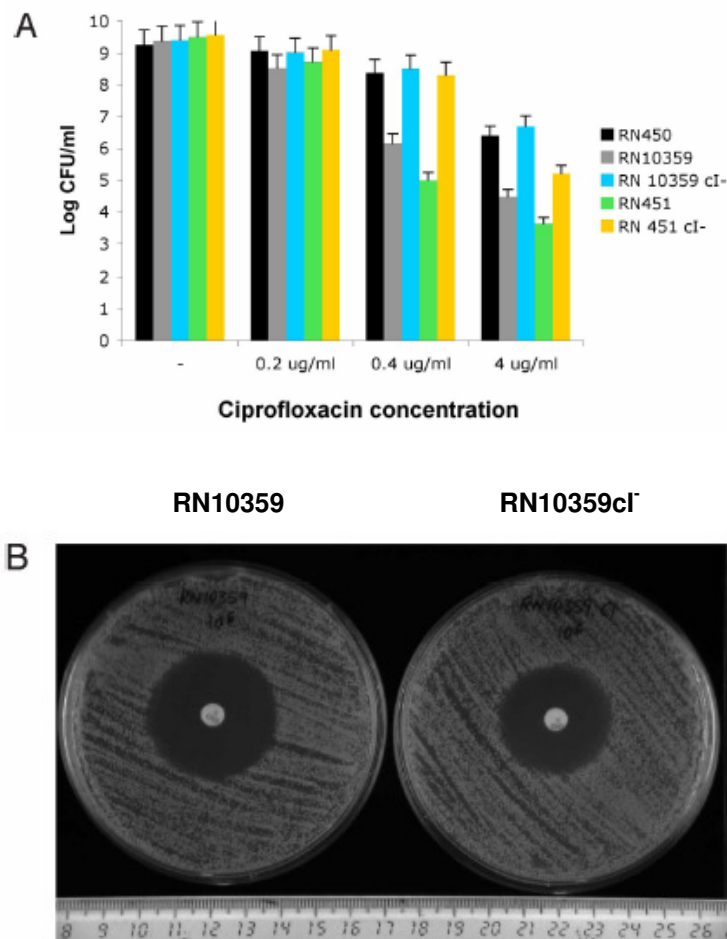 A
Log CFU/ml
10
9
8
7
6
5
4
3
2
1
0
- 0.2 ug/ml 0.4 ug/ml 4 ug/ml
Ciprofloxacin concentration
RN450
RN10359
RN 10359 cI-
RN451
RN 451 cI-
RN10359 RN10359cI-
B
RN10359
RN10359 cI
8 9 10 11 12 13 14 15 16 17 18 19 20 21 22 23 24 25 26